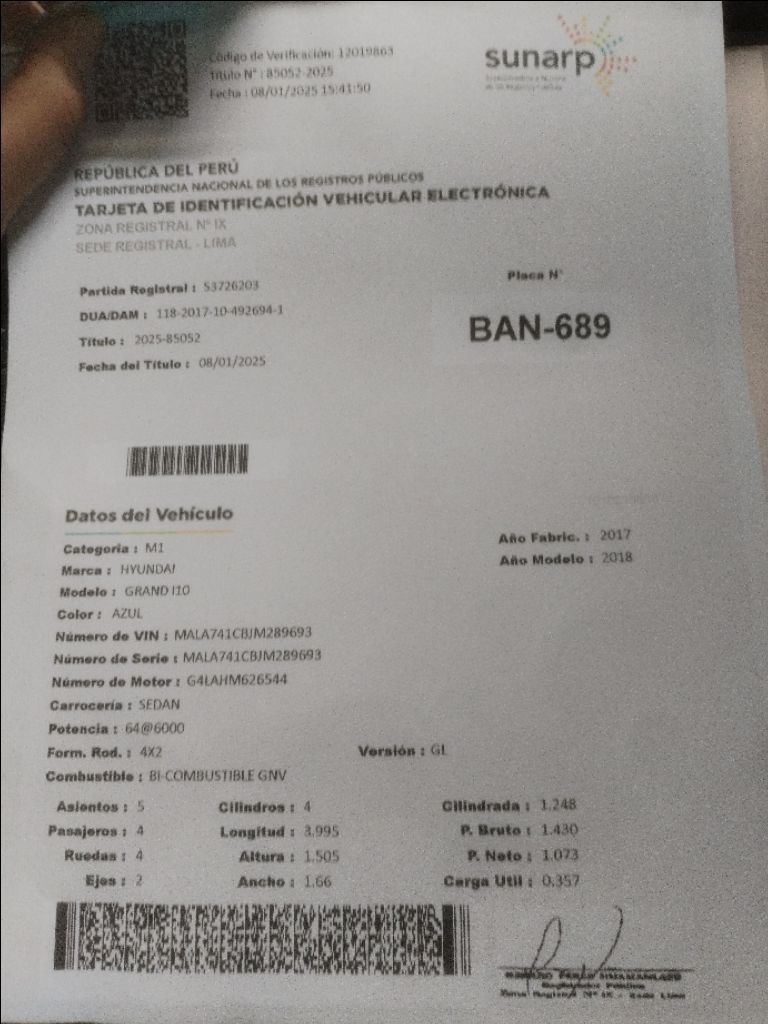 Código de Verificación: 12019863
Título N° : 85052-2025
Fecha : 08/01/2025 15:41:50
sunarp
REPÚBLICA DEL PERÚ
SUPERINTENDENCIA NACIONAL DE LOS REGISTROS PÚBLICOS
TARJETA DE IDENTIFICACIÓN VEHICULAR ELECTRÓNICA
ZONA REGISTRAL N° IX
SEDE REGISTRAL - LIMA
Partida Registral : 53726203
DUA/DAM : 118-2017-10-492694-1
Título : 2025-85052
Fecha del Título : 08/01/2025
Placa N°
BAN-689
Datos del Vehículo
Categoría : M1
Marca : HYUNDAI
Modelo : GRAND I10
Color : AZUL
Número de VIN : MALA741CBJM289693
Número de Serie : MALA741CBJM289693
Número de Motor : G4LAHM626544
Carrocería : SEDAN
Potencia : 64@6000
Form. Rod. : 4X2
Combustible : BI-COMBUSTIBLE GNV
Año Fabric. : 2017
Año Modelo : 2018
Versión : GL
Asientos : 5 Cilindros : 4 Cilindrada : 1.248
Pasajeros : 4 Longitud : 3.995 P. Bruto : 1.430
Ruedas : 4 Altura : 1.505 P. Neto : 1.073
Ejes : 2 Ancho : 1.66 Carga Util : 0.357
Registrador Público
Zona Registral N° IX - Sede Lima